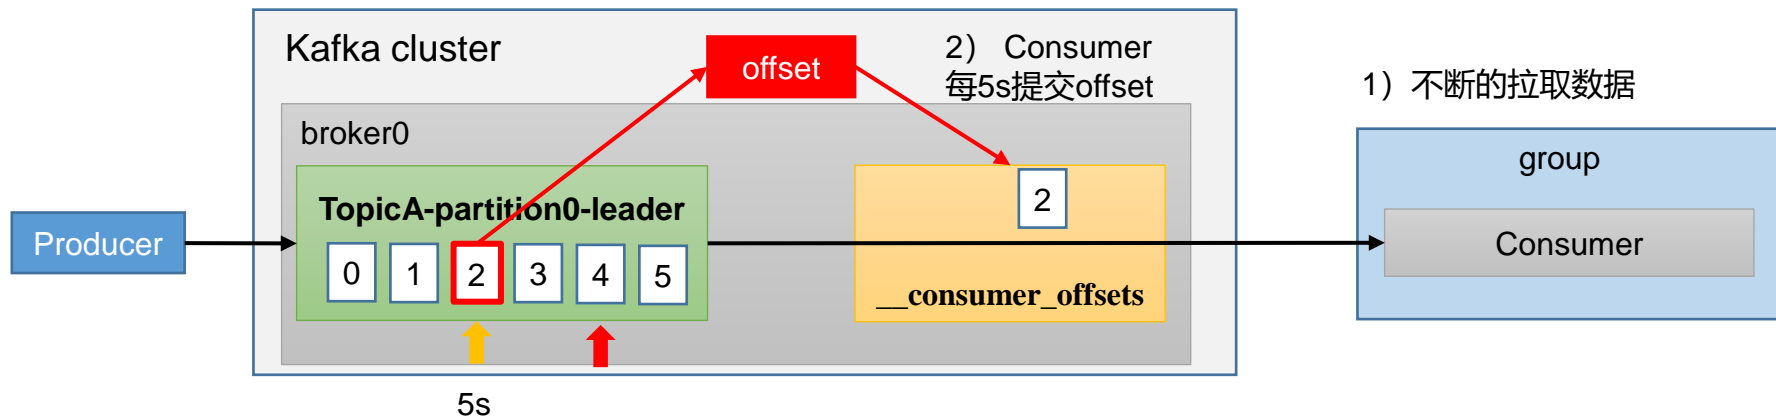 Kafka cluster
offset
2） Consumer
每5s提交offset
1）不断的拉取数据
broker0
group
TopicA-partition0-leader
2
Producer
Consumer
0 1 2 3 4 5
__consumer_offsets
5s